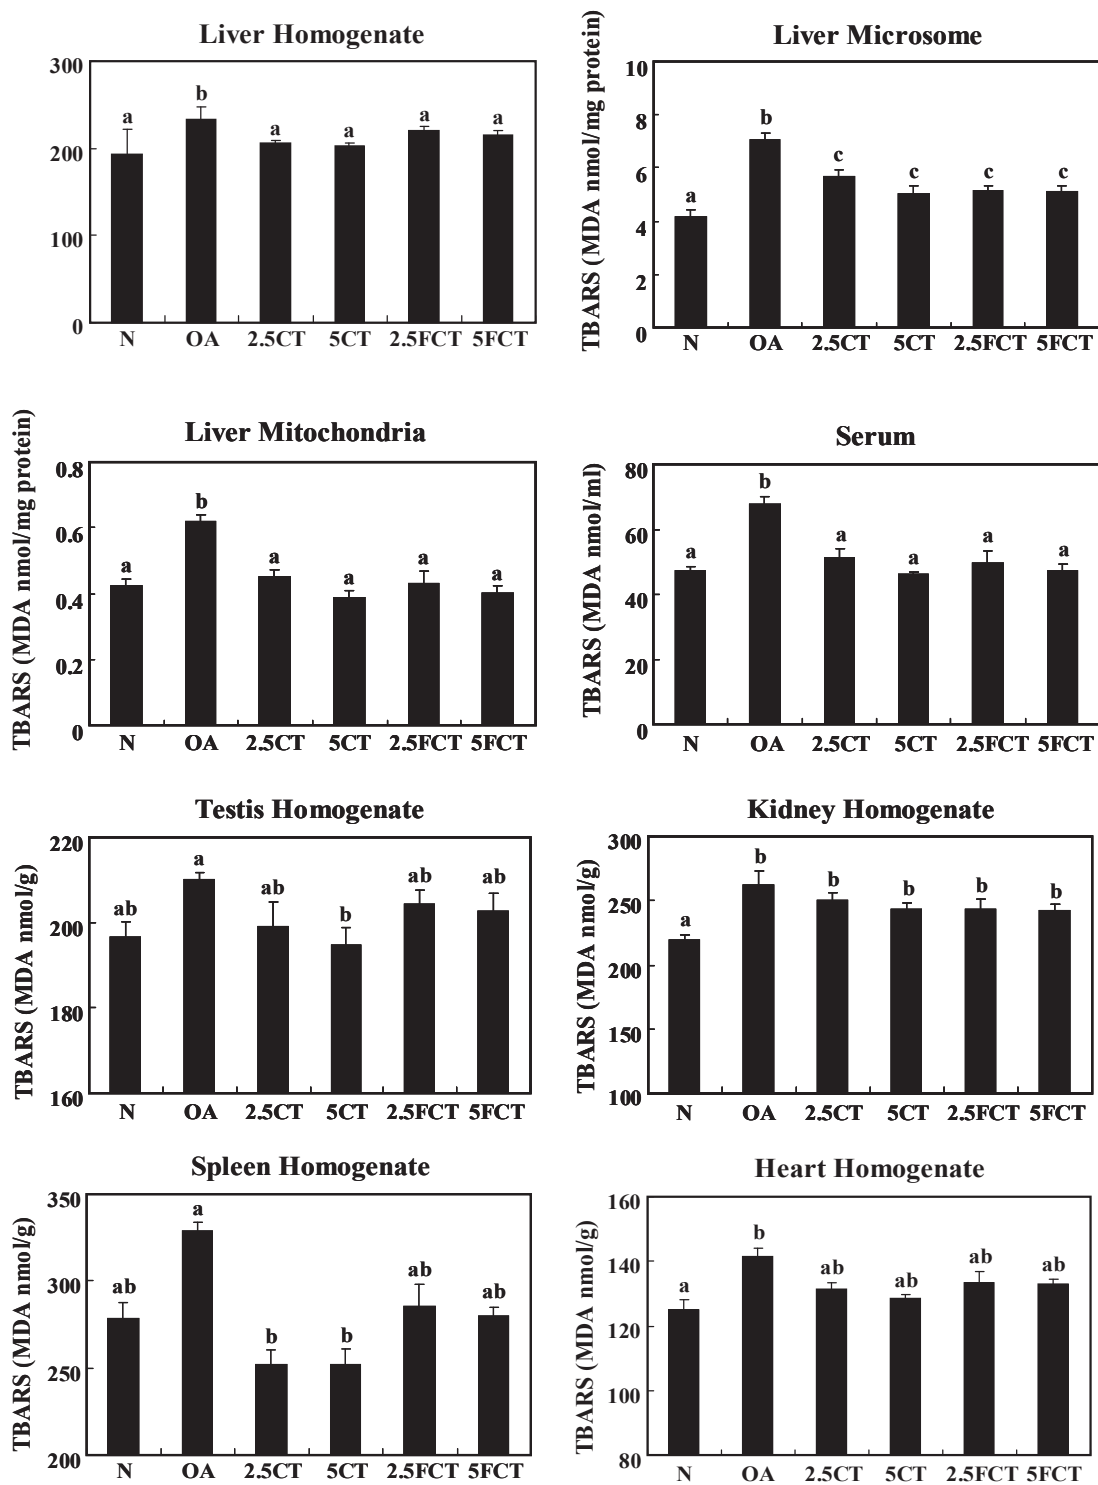 Liver Homogenate
300
200
100
0
a
b
a
a
a
a
N OA 2.5CT 5CT 2.5FCT 5FCT
Liver Microsome
TBARS (MDA nmol/mg protein)
10
8
6
4
2
0
a
b
c
c
c
c
N OA 2.5CT 5CT 2.5FCT 5FCT
Liver Mitochondria
TBARS (MDA nmol/mg protein)
0.8
0.6
0.4
0.2
0
a
b
a
a
a
a
N OA 2.5CT 5CT 2.5FCT 5FCT
Serum
TBARS (MDA nmol/ml)
80
60
40
20
0
a
b
a
a
a
a
N OA 2.5CT 5CT 2.5FCT 5FCT
Testis Homogenate
TBARS (MDA nmol/g)
220
200
180
160
ab
a
ab
b
ab
ab
N OA 2.5CT 5CT 2.5FCT 5FCT
Kidney Homogenate
TBARS (MDA nmol/g)
300
250
200
150
100
a
b
b
b
b
b
N OA 2.5CT 5CT 2.5FCT 5FCT
Spleen Homogenate
TBARS (MDA nmol/g)
350
300
250
200
ab
a
b
b
ab
ab
N OA 2.5CT 5CT 2.5FCT 5FCT
Heart Homogenate
TBARS (MDA nmol/g)
160
140
120
100
80
a
b
ab
ab
ab
ab
N OA 2.5CT 5CT 2.5FCT 5FCT